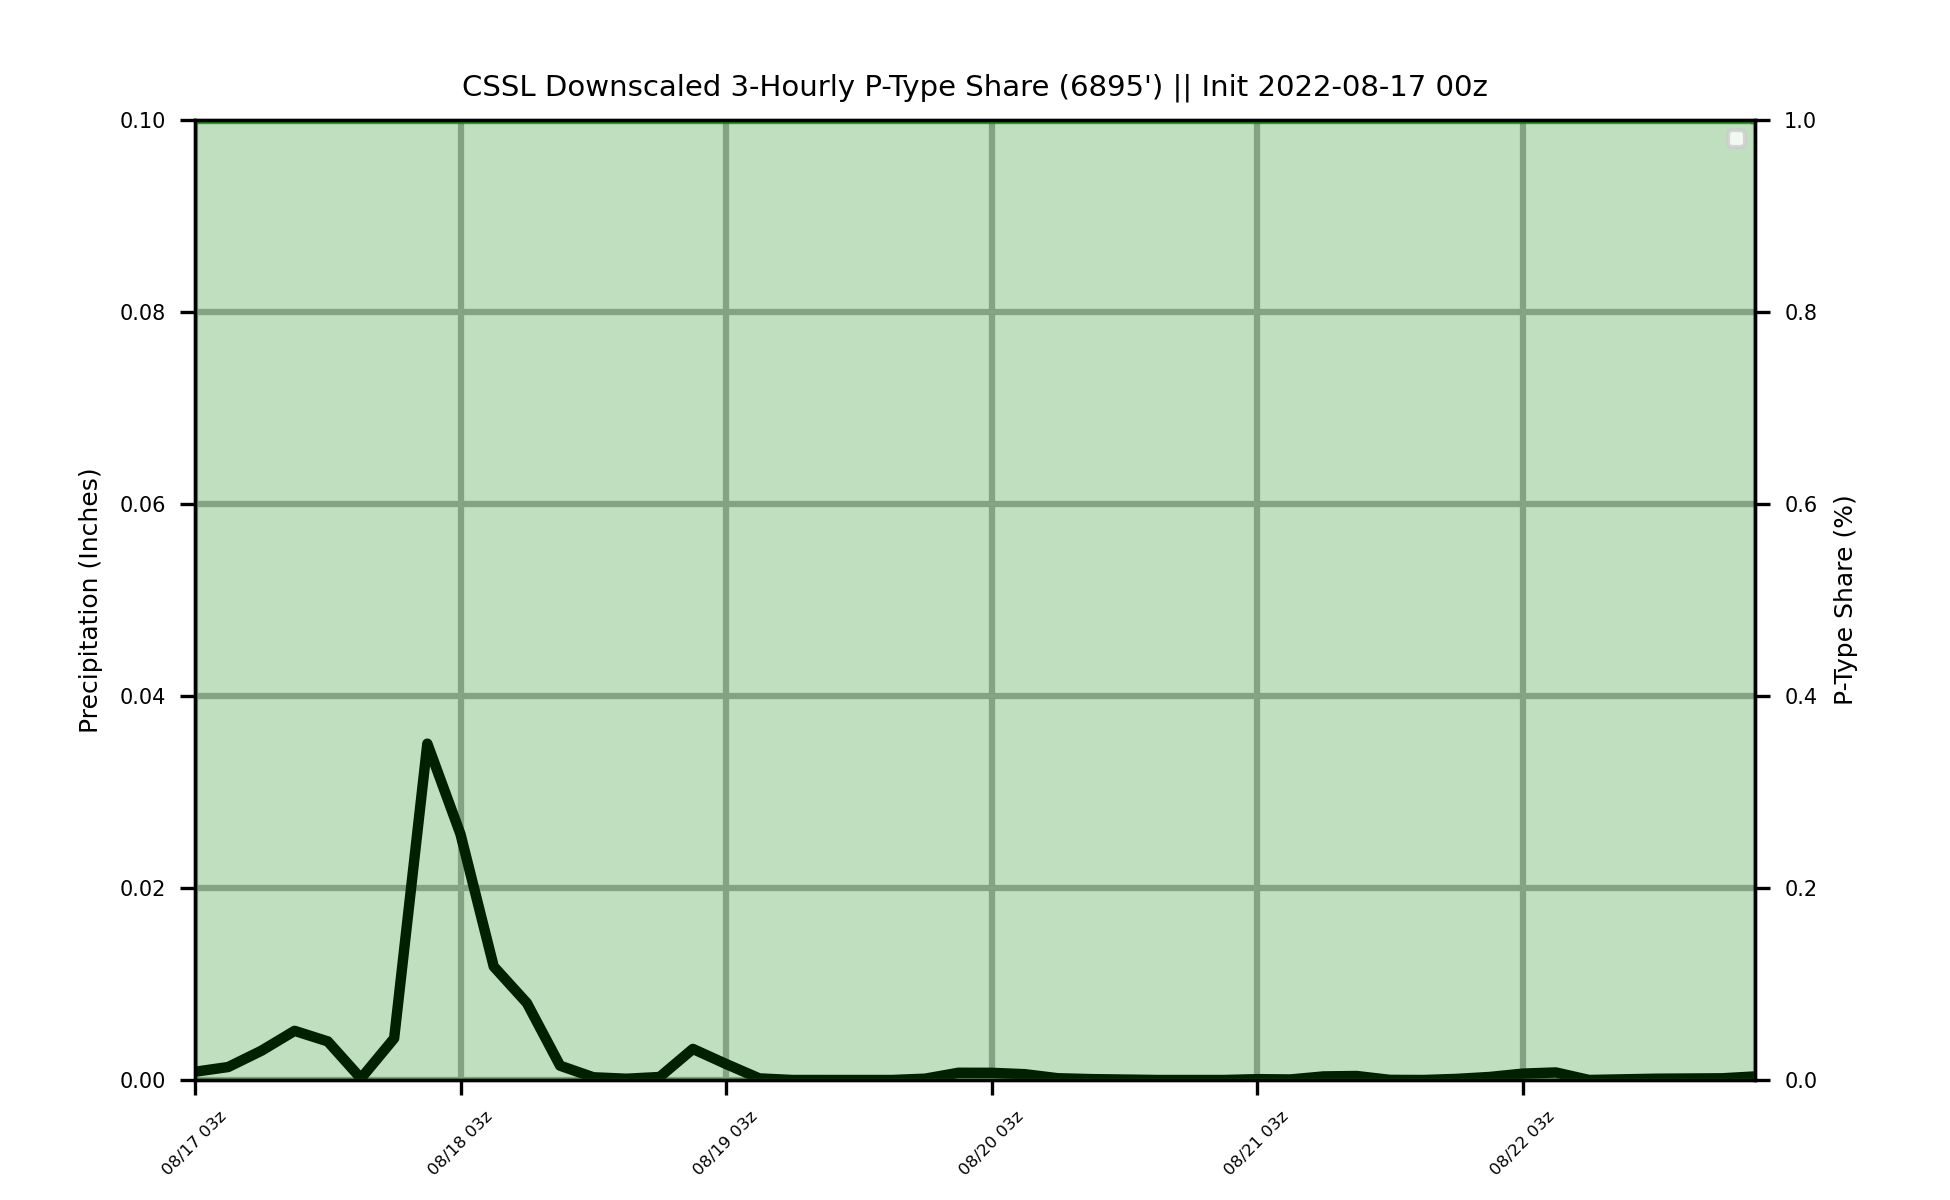 CSSL Downscaled 3-Hourly P-Type Share (6895') || Init 2022-08-17 00z
0.10
0.08
0.06
0.04
0.02
0.00
Precipitation (Inches)
1.0
0.8
0.6
0.4
0.2
0.0
P-Type Share (%)
08/17 03z
08/18 03z
08/19 03z
08/20 03z
08/21 03z
08/22 03z